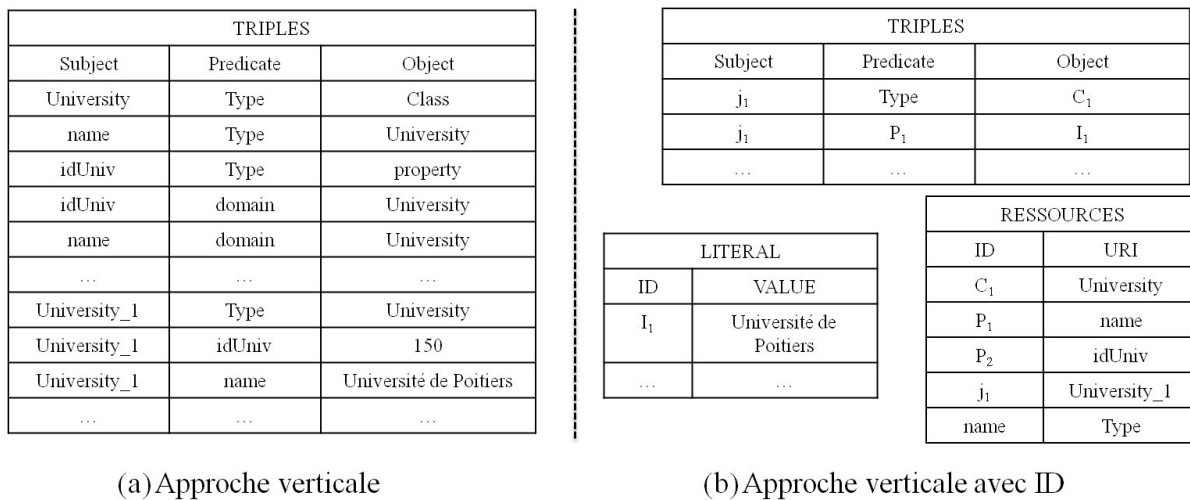 TRIPLES
Subject Predicate Object
University Type Class
name Type University
idUniv Type property
idUniv domain University
name domain University
... ... ...
University_1 Type University
University_1 idUniv 150
University_1 name Université de Poitiers
... ... ...
(a) Approche verticale
TRIPLES
Subject Predicate Object
j₁ Type C₁
j₁ P₁ I₁
... ... ...
LITERAL
ID VALUE
I₁ Université de
Poitiers
... ...
RESSOURCES
ID URI
C₁ University
P₁ name
P₂ idUniv
j₁ University_1
name Type
(b) Approche verticale avec ID